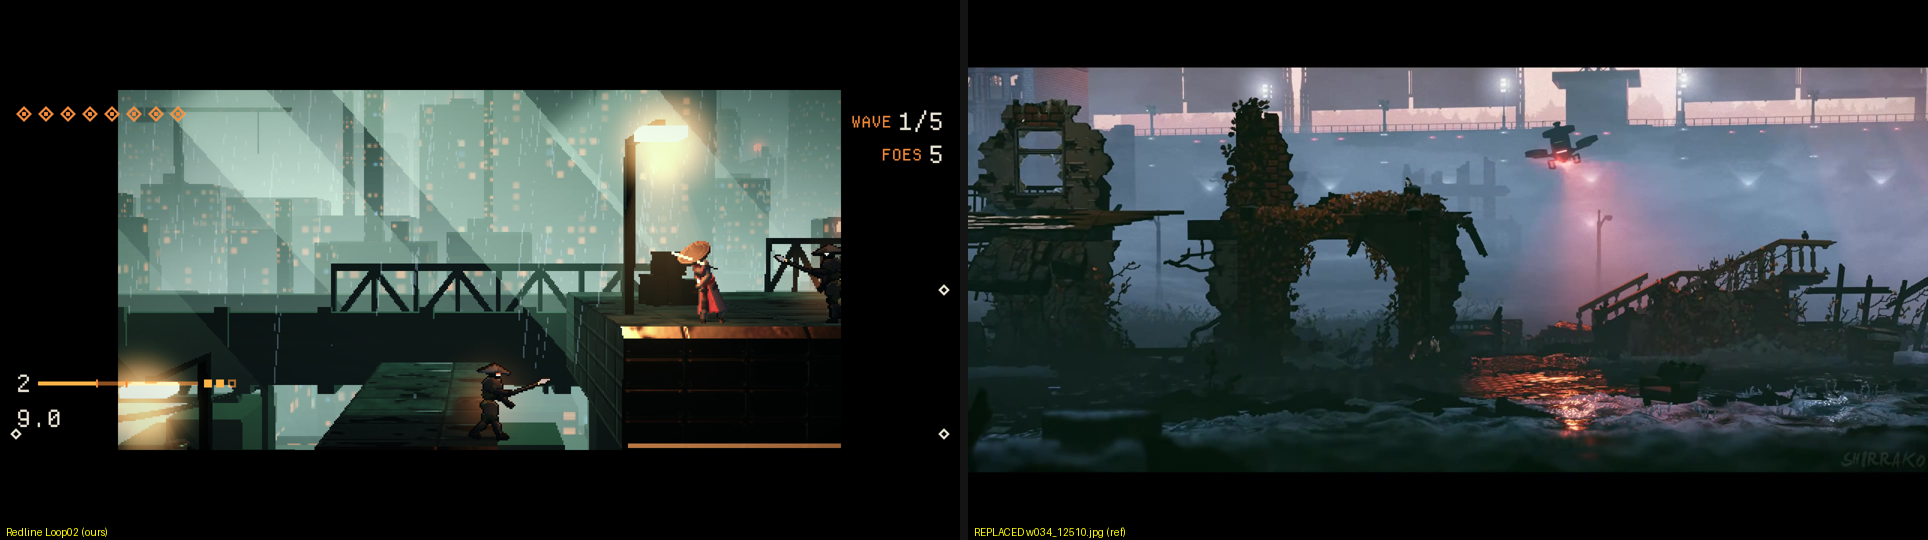 WAVE 1/5
FOES 5
2
9.0
SHIRRAKO
Redline Loop02 (ours)
REPLACED w034_12510.jpg (ref)